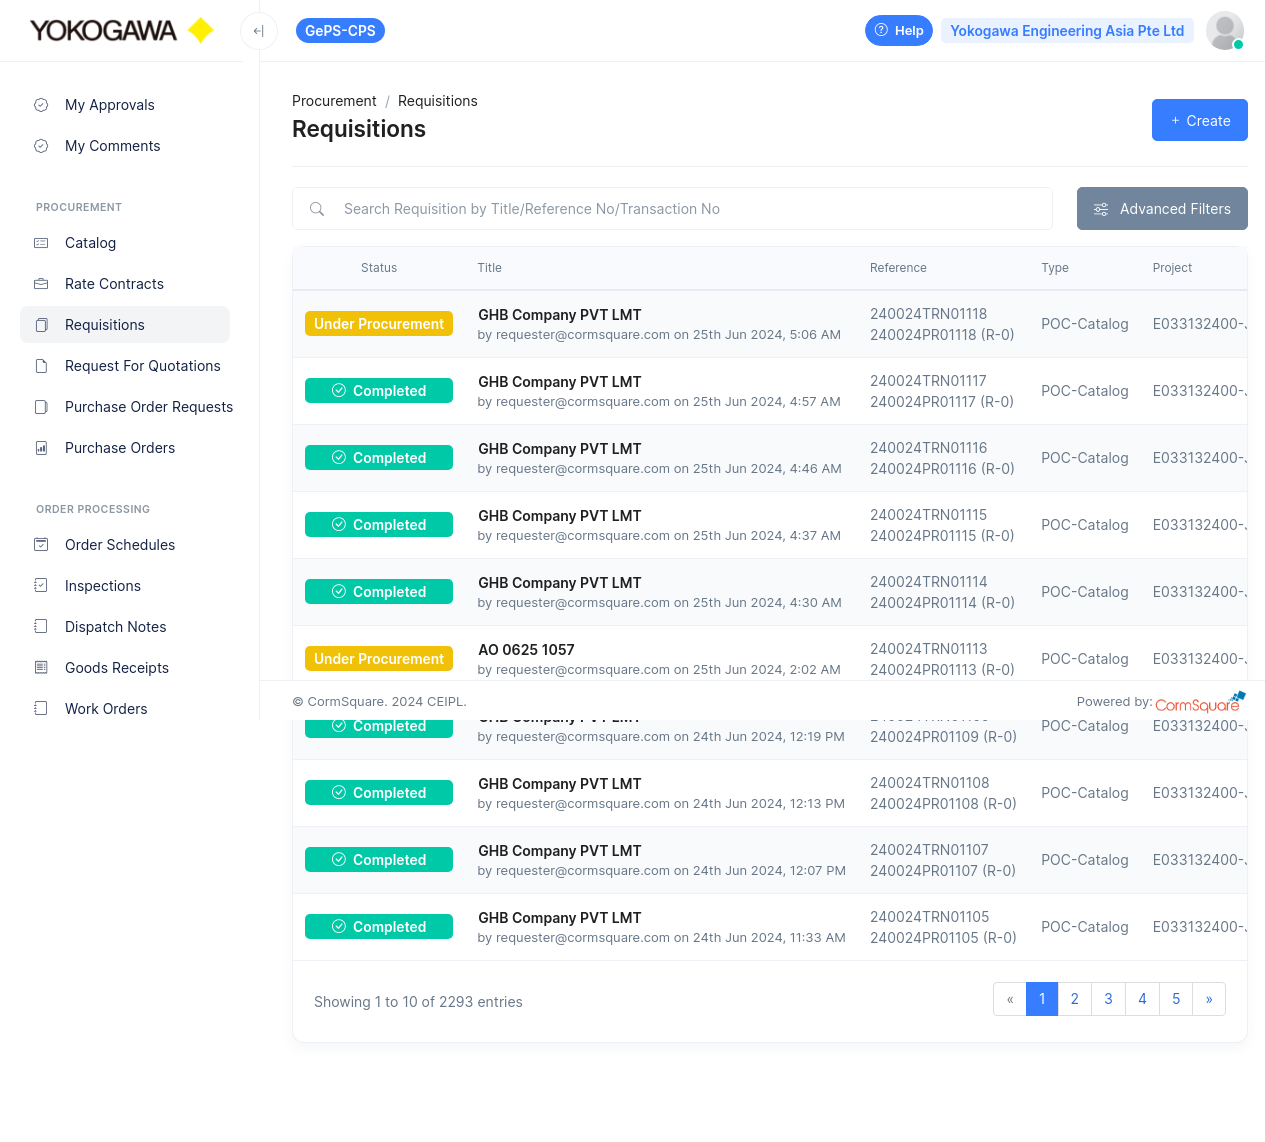 YOKOGAWA
GePS-CPS
Help
Yokogawa Engineering Asia Pte Ltd
My Approvals
My Comments
PROCUREMENT
Catalog
Rate Contracts
Requisitions
Request For Quotations
Purchase Order Requests
Purchase Orders
ORDER PROCESSING
Order Schedules
Inspections
Dispatch Notes
Goods Receipts
Work Orders
Procurement / Requisitions
Requisitions
+ Create
Search Requisition by Title/Reference No/Transaction No
Advanced Filters
Status Title Reference Type Project
Under Procurement GHB Company PVT LMT 240024TRN01118 POC-Catalog E033132400-
by requester@cormsquare.com on 25th Jun 2024, 5:06 AM 240024PR01118 (R-0)
Completed GHB Company PVT LMT 240024TRN01117 POC-Catalog E033132400-
by requester@cormsquare.com on 25th Jun 2024, 4:57 AM 240024PR01117 (R-0)
Completed GHB Company PVT LMT 240024TRN01116 POC-Catalog E033132400-
by requester@cormsquare.com on 25th Jun 2024, 4:46 AM 240024PR01116 (R-0)
Completed GHB Company PVT LMT 240024TRN01115 POC-Catalog E033132400-
by requester@cormsquare.com on 25th Jun 2024, 4:37 AM 240024PR01115 (R-0)
Completed GHB Company PVT LMT 240024TRN01114 POC-Catalog E033132400-
by requester@cormsquare.com on 25th Jun 2024, 4:30 AM 240024PR01114 (R-0)
Under Procurement AO 0625 1057 240024TRN01113 POC-Catalog E033132400-
by requester@cormsquare.com on 25th Jun 2024, 2:02 AM 240024PR01113 (R-0)
© CormSquare. 2024 CEIPL. Powered by: CormSquare
Completed POC-Catalog E033132400-
by requester@cormsquare.com on 24th Jun 2024, 12:19 PM 240024PR01109 (R-0)
Completed GHB Company PVT LMT 240024TRN01108 POC-Catalog E033132400-
by requester@cormsquare.com on 24th Jun 2024, 12:13 PM 240024PR01108 (R-0)
Completed GHB Company PVT LMT 240024TRN01107 POC-Catalog E033132400-
by requester@cormsquare.com on 24th Jun 2024, 12:07 PM 240024PR01107 (R-0)
Completed GHB Company PVT LMT 240024TRN01105 POC-Catalog E033132400-
by requester@cormsquare.com on 24th Jun 2024, 11:33 AM 240024PR01105 (R-0)
Showing 1 to 10 of 2293 entries
« 1 2 3 4 5 »